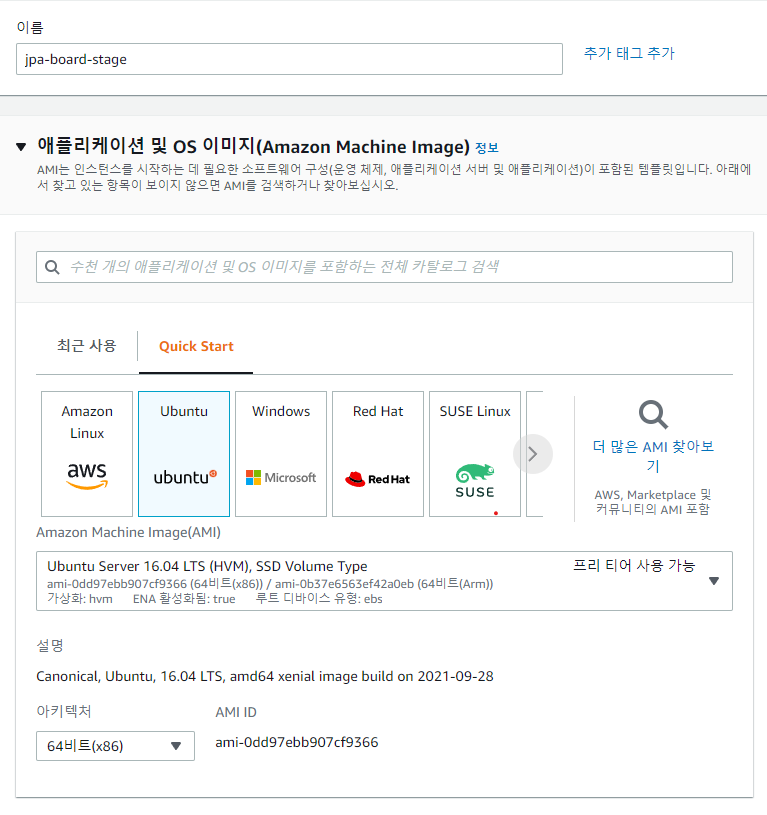 이름
jpa-board-stage
추가 태그 추가
애플리케이션 및 OS 이미지(Amazon Machine Image) 정보
AMI는 인스턴스를 시작하는 데 필요한 소프트웨어 구성(운영 체제, 애플리케이션 서버 및 애플리케이션)이 포함된 템플릿입니다. 아래에
서 찾고 있는 항목이 보이지 않으면 AMI를 검색하거나 찾아보십시오.
수천 개의 애플리케이션 및 OS 이미지를 포함하는 전체 카탈로그 검색
최근 사용
Quick Start
Amazon
Linux
aws
Ubuntu
ubuntu
Windows
Microsoft
Red Hat
Red Hat
SUSE Linux
SUSE
더 많은 AMI 찾아보
기
AWS, Marketplace 및
커뮤니티의 AMI 포함
Amazon Machine Image(AMI)
Ubuntu Server 16.04 LTS (HVM), SSD Volume Type
프리 티어 사용 가능
ami-0dd97ebb907cf9366 (64비트(x86)) / ami-0b37e6563ef42a0eb (64비트(Arm))
가상화: hvm ENA 활성화됨: true 루트 디바이스 유형: ebs
설명
Canonical, Ubuntu, 16.04 LTS, amd64 xenial image build on 2021-09-28
아키텍처
AMI ID
64비트(x86)
ami-0dd97ebb907cf9366